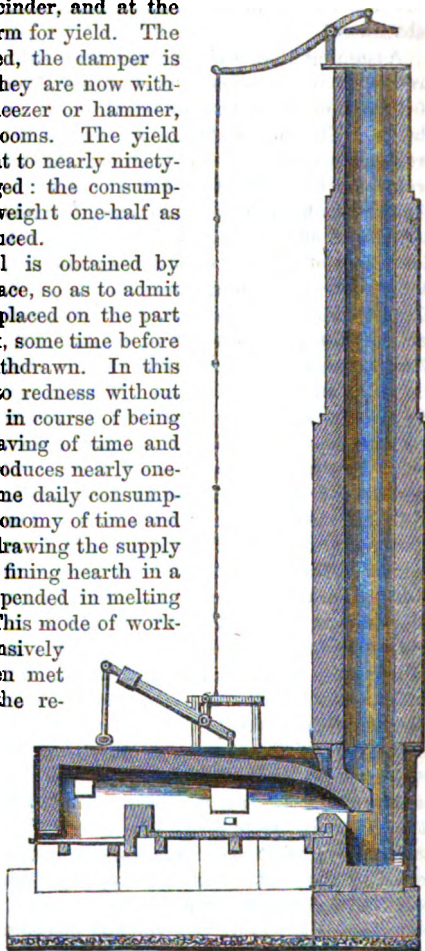 cinder, and at the
rm for yield. The
ed, the damper is
hey are now with-
eezer or hammer,
ooms. The yield
t to nearly ninety-
ged: the consump-
weight one-half as
uced.
l is obtained by
ace, so as to admit
placed on the part
t, some time before
thdrawn. In this
o redness without
in course of being
aving of time and
oduces nearly one-
me daily consump-
onomy of time and
drawing the supply
fining hearth in a
pended in melting
This mode of work-
nsively
en met
the re-